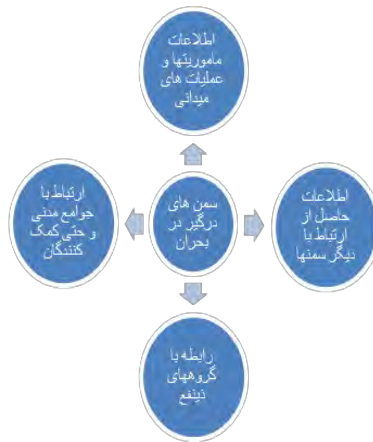 اطلاعات
ماموریتها و
عملیات های
میدانی
ارتباط با
جوامع مدنی
و حتی کمک
کنندگان
سمن های
درگیر در
بحران
اطلاعات
حاصل از
ارتباط با
دیگر سمنها
رابطه با
گروههای
ذینفع